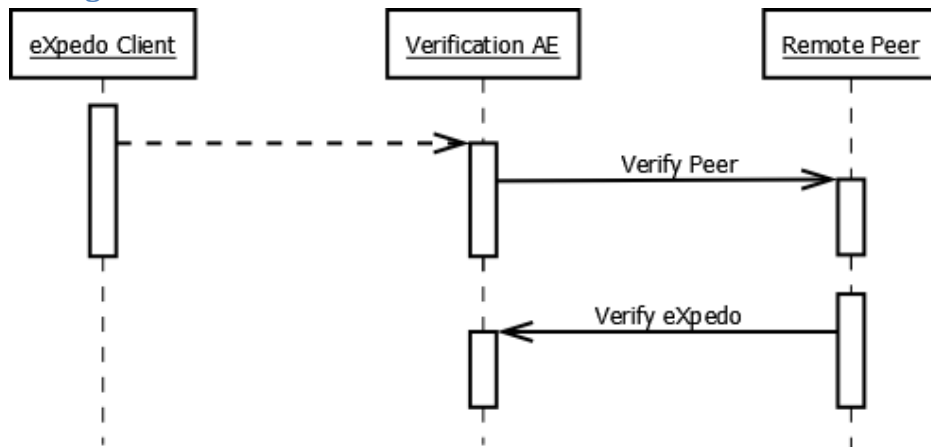 eXpedo Client
Verification AE
Remote Peer
Verify Peer
Verify eXpedo